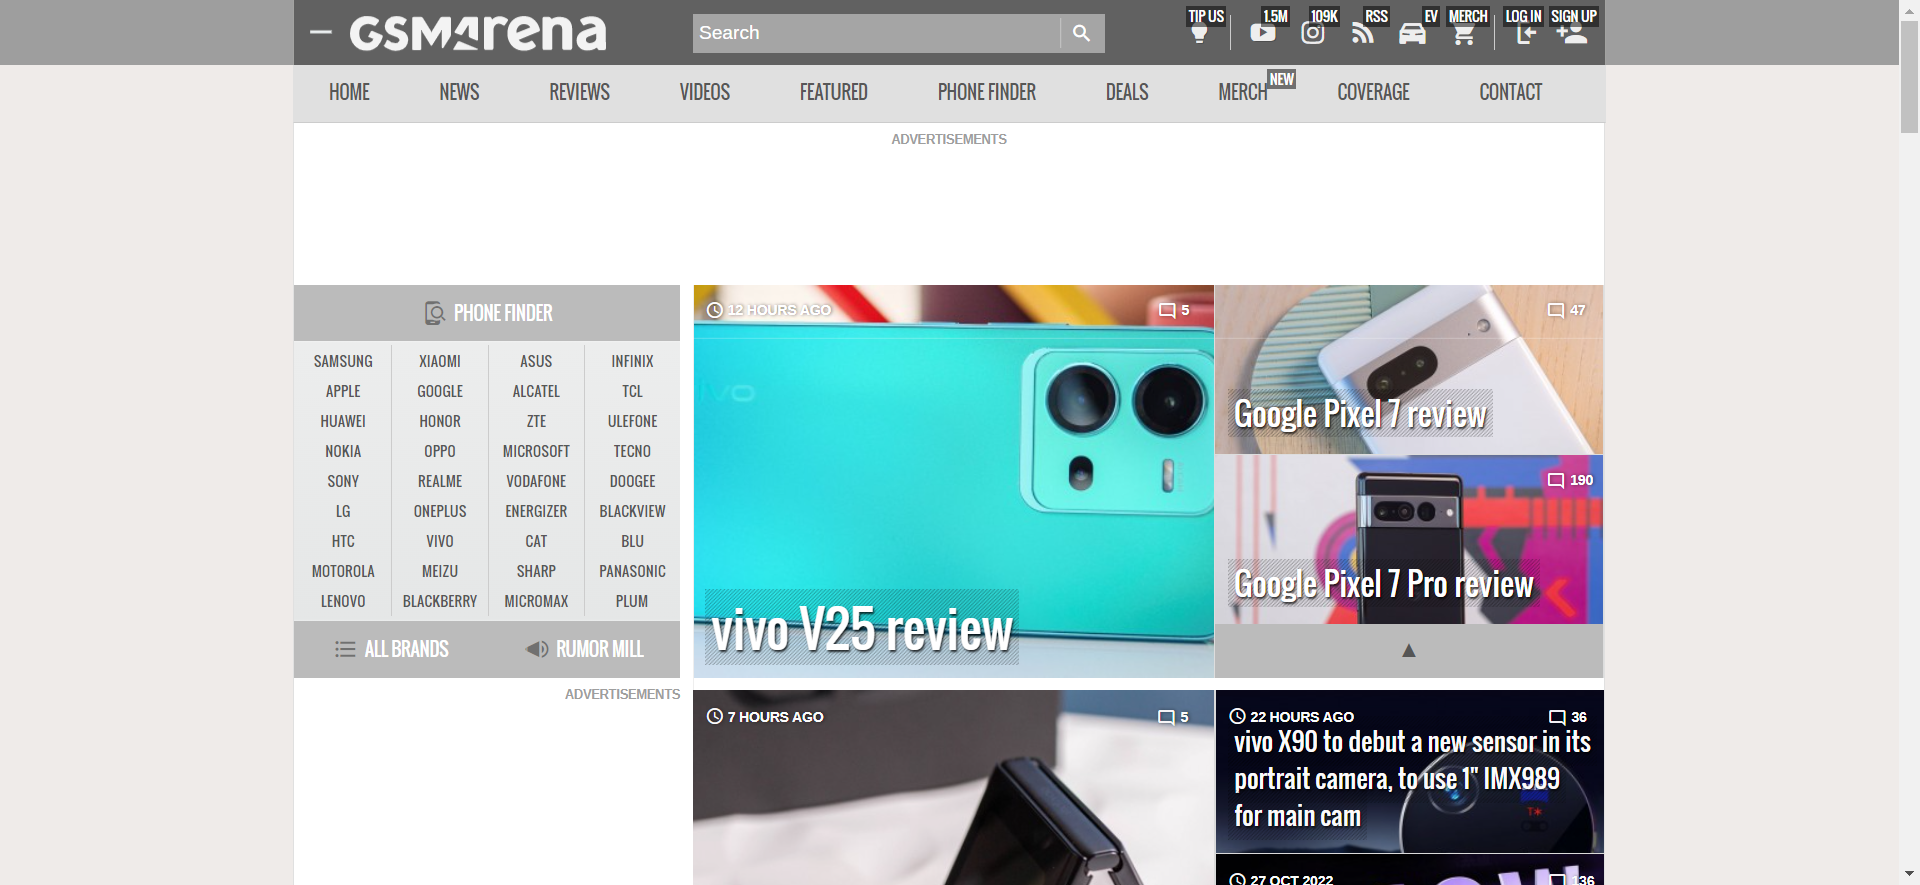 GSMArena
Search
TIP US
1.5M
109K
RSS
EV
MERCH
LOG IN
SIGN UP
HOME
NEWS
REVIEWS
VIDEOS
FEATURED
PHONE FINDER
DEALS
MERCH
NEW
COVERAGE
CONTACT
ADVERTISEMENTS
PHONE FINDER
SAMSUNG XIAOMI ASUS INFINIX
APPLE GOOGLE ALCATEL TCL
HUAWEI HONOR ZTE ULEFONE
NOKIA OPPO MICROSOFT TECNO
SONY REALME VODAFONE DOOGEE
LG ONEPLUS ENERGIZER BLACKVIEW
HTC VIVO CAT BLU
MOTOROLA MEIZU SHARP PANASONIC
LENOVO BLACKBERRY MICROMAX PLUM
ALL BRANDS
RUMOR MILL
ADVERTISEMENTS
12 HOURS AGO
5
vivo V25 review
47
Google Pixel 7 review
190
Google Pixel 7 Pro review
7 HOURS AGO
5
22 HOURS AGO
36
vivo X90 to debut a new sensor in its
portrait camera, to use 1" IMX989
for main cam
27 OCT 2022
136